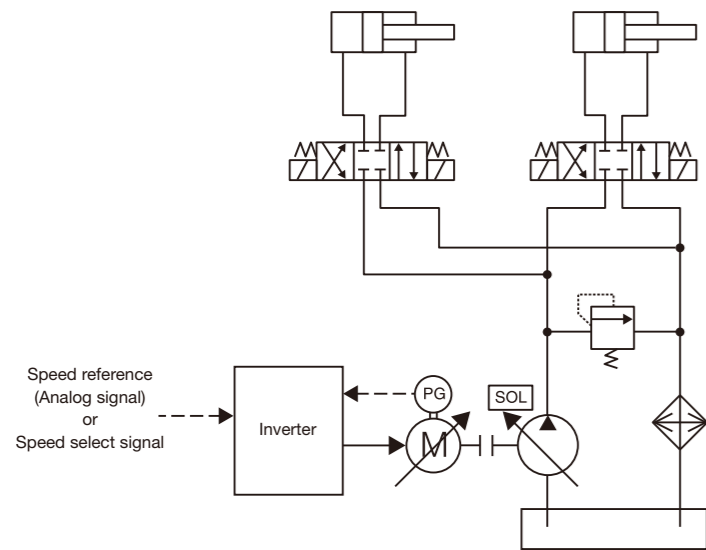 Speed reference
(Analog signal)
or
Speed select signal
Inverter
PG
M
SOL